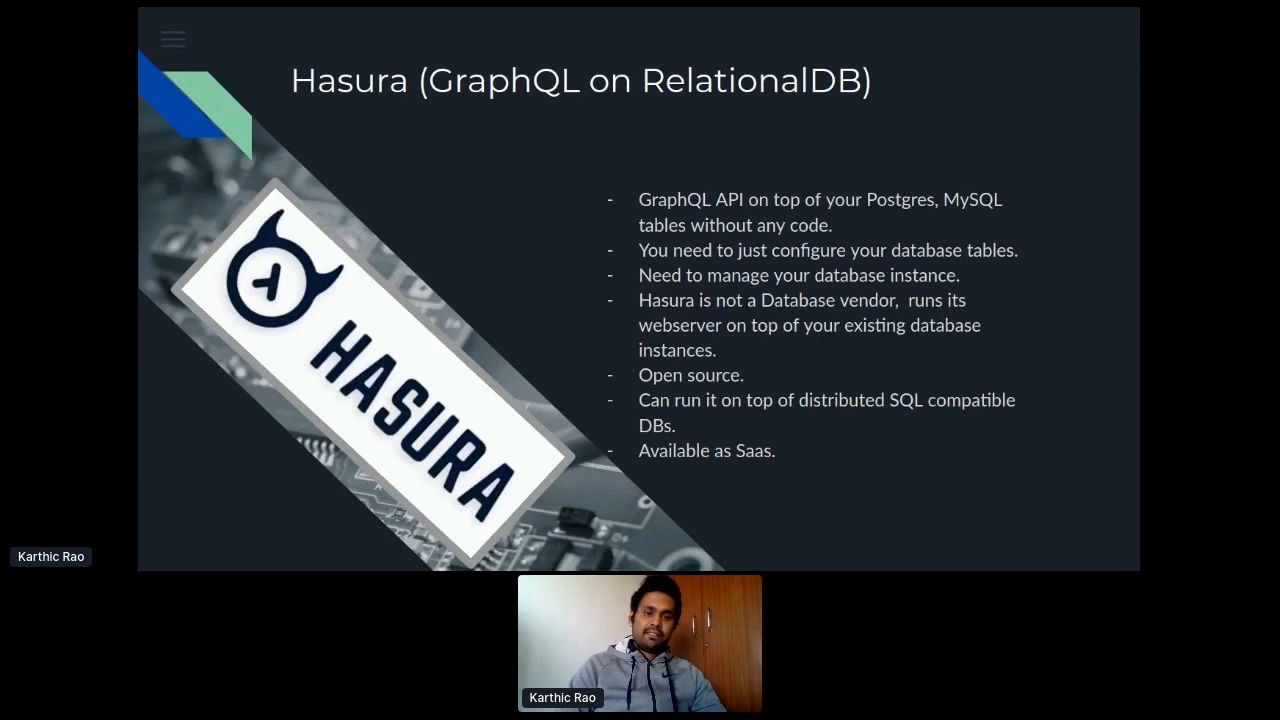 Hasura (GraphQL on RelationalDB)
- GraphQL API on top of your Postgres, MySQL
tables without any code.
- You need to just configure your database tables.
- Need to manage your database instance.
- Hasura is not a Database vendor,  runs its
webserver on top of your existing database
instances.
- Open source.
- Can run it on top of distributed SQL compatible
DBs.
- Available as Saas.
HASURA
Karthic Rao
Karthic Rao